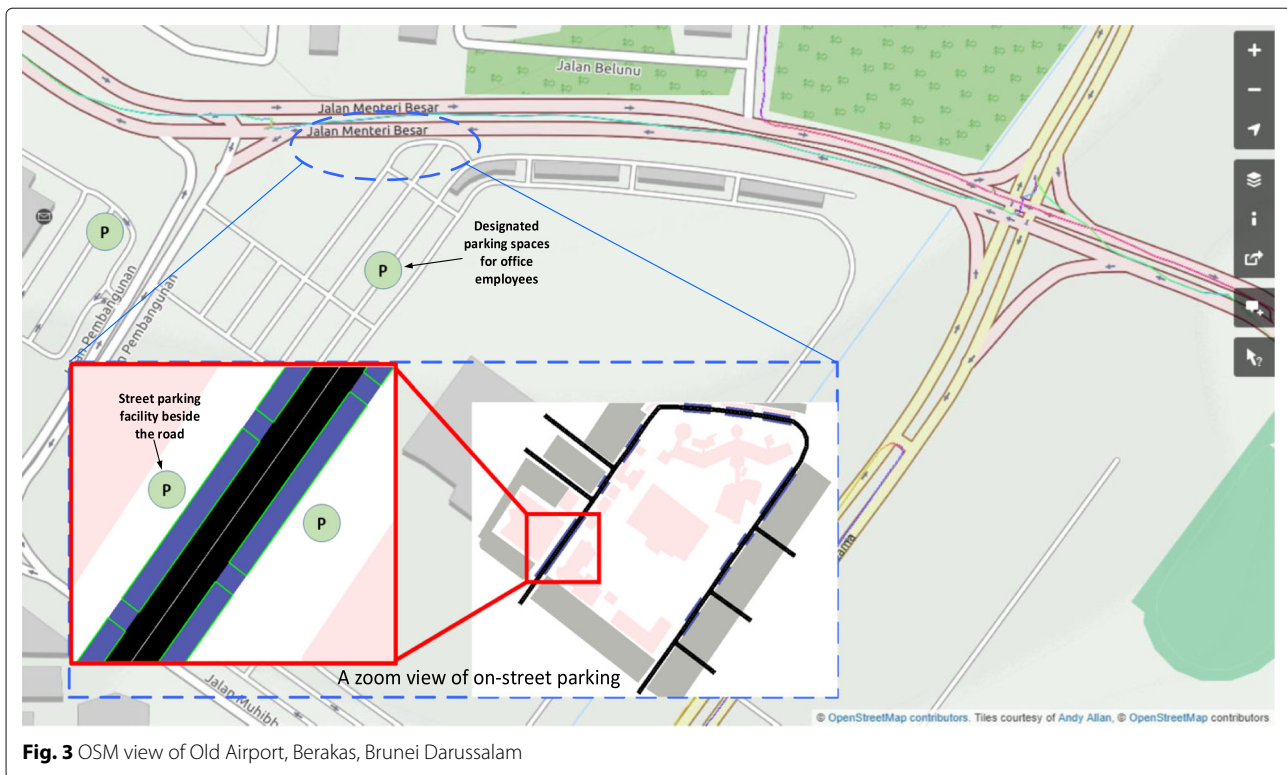 Jalan Belunu
Jalan Menteri Besar
Jalan Menteri Besar
P
Designated
parking spaces
for office
employees
P
Pembangunan
Pembangunan
Street parking
facility beside
the road
P
P
A zoom view of on-street parking
Jalan Muhibb
+
−
i
?
© OpenStreetMap contributors. Tiles courtesy of Andy Allan, © OpenStreetMap contributors
Fig. 3 OSM view of Old Airport, Berakas, Brunei Darussalam